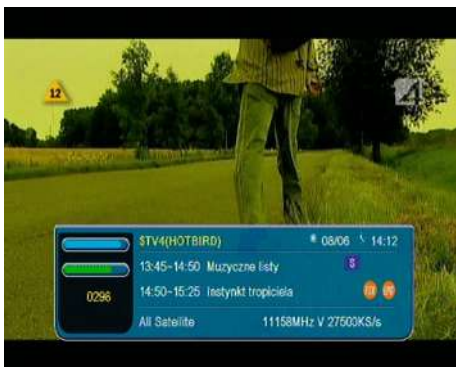 12
4
$TV4(HOTBIRD) 08/06 14:12
13:45~14:50 Muzyczne listy S
14:50~15:25 Instynkt tropiciela
0296
All Satellite 11158MHz V 27500KS/s